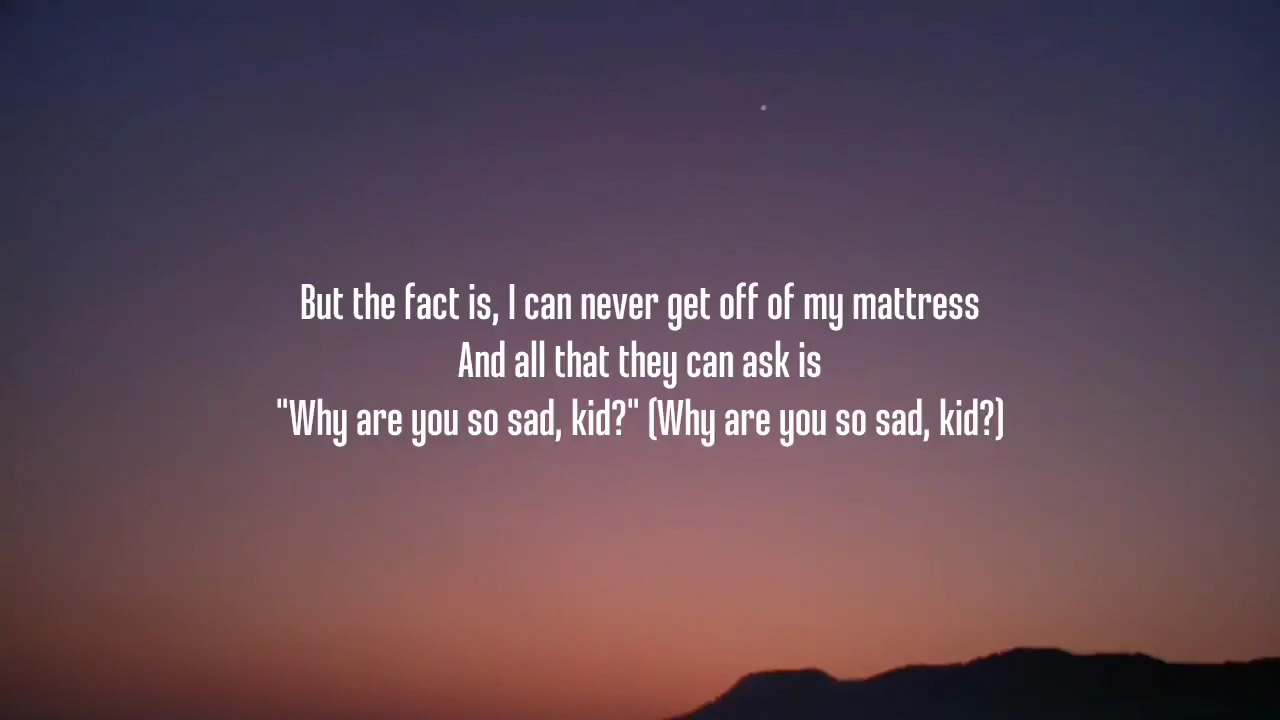 But the fact is, I can never get off of my mattress
And all that they can ask is
"Why are you so sad, kid?" (Why are you so sad, kid?)